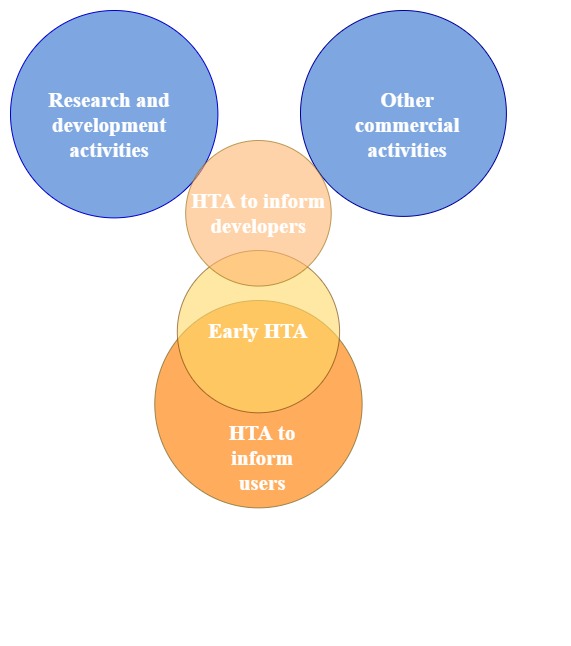 Research and
development
activities
Other
commercial
activities
HTA to inform
developers
Early HTA
HTA to
inform
users